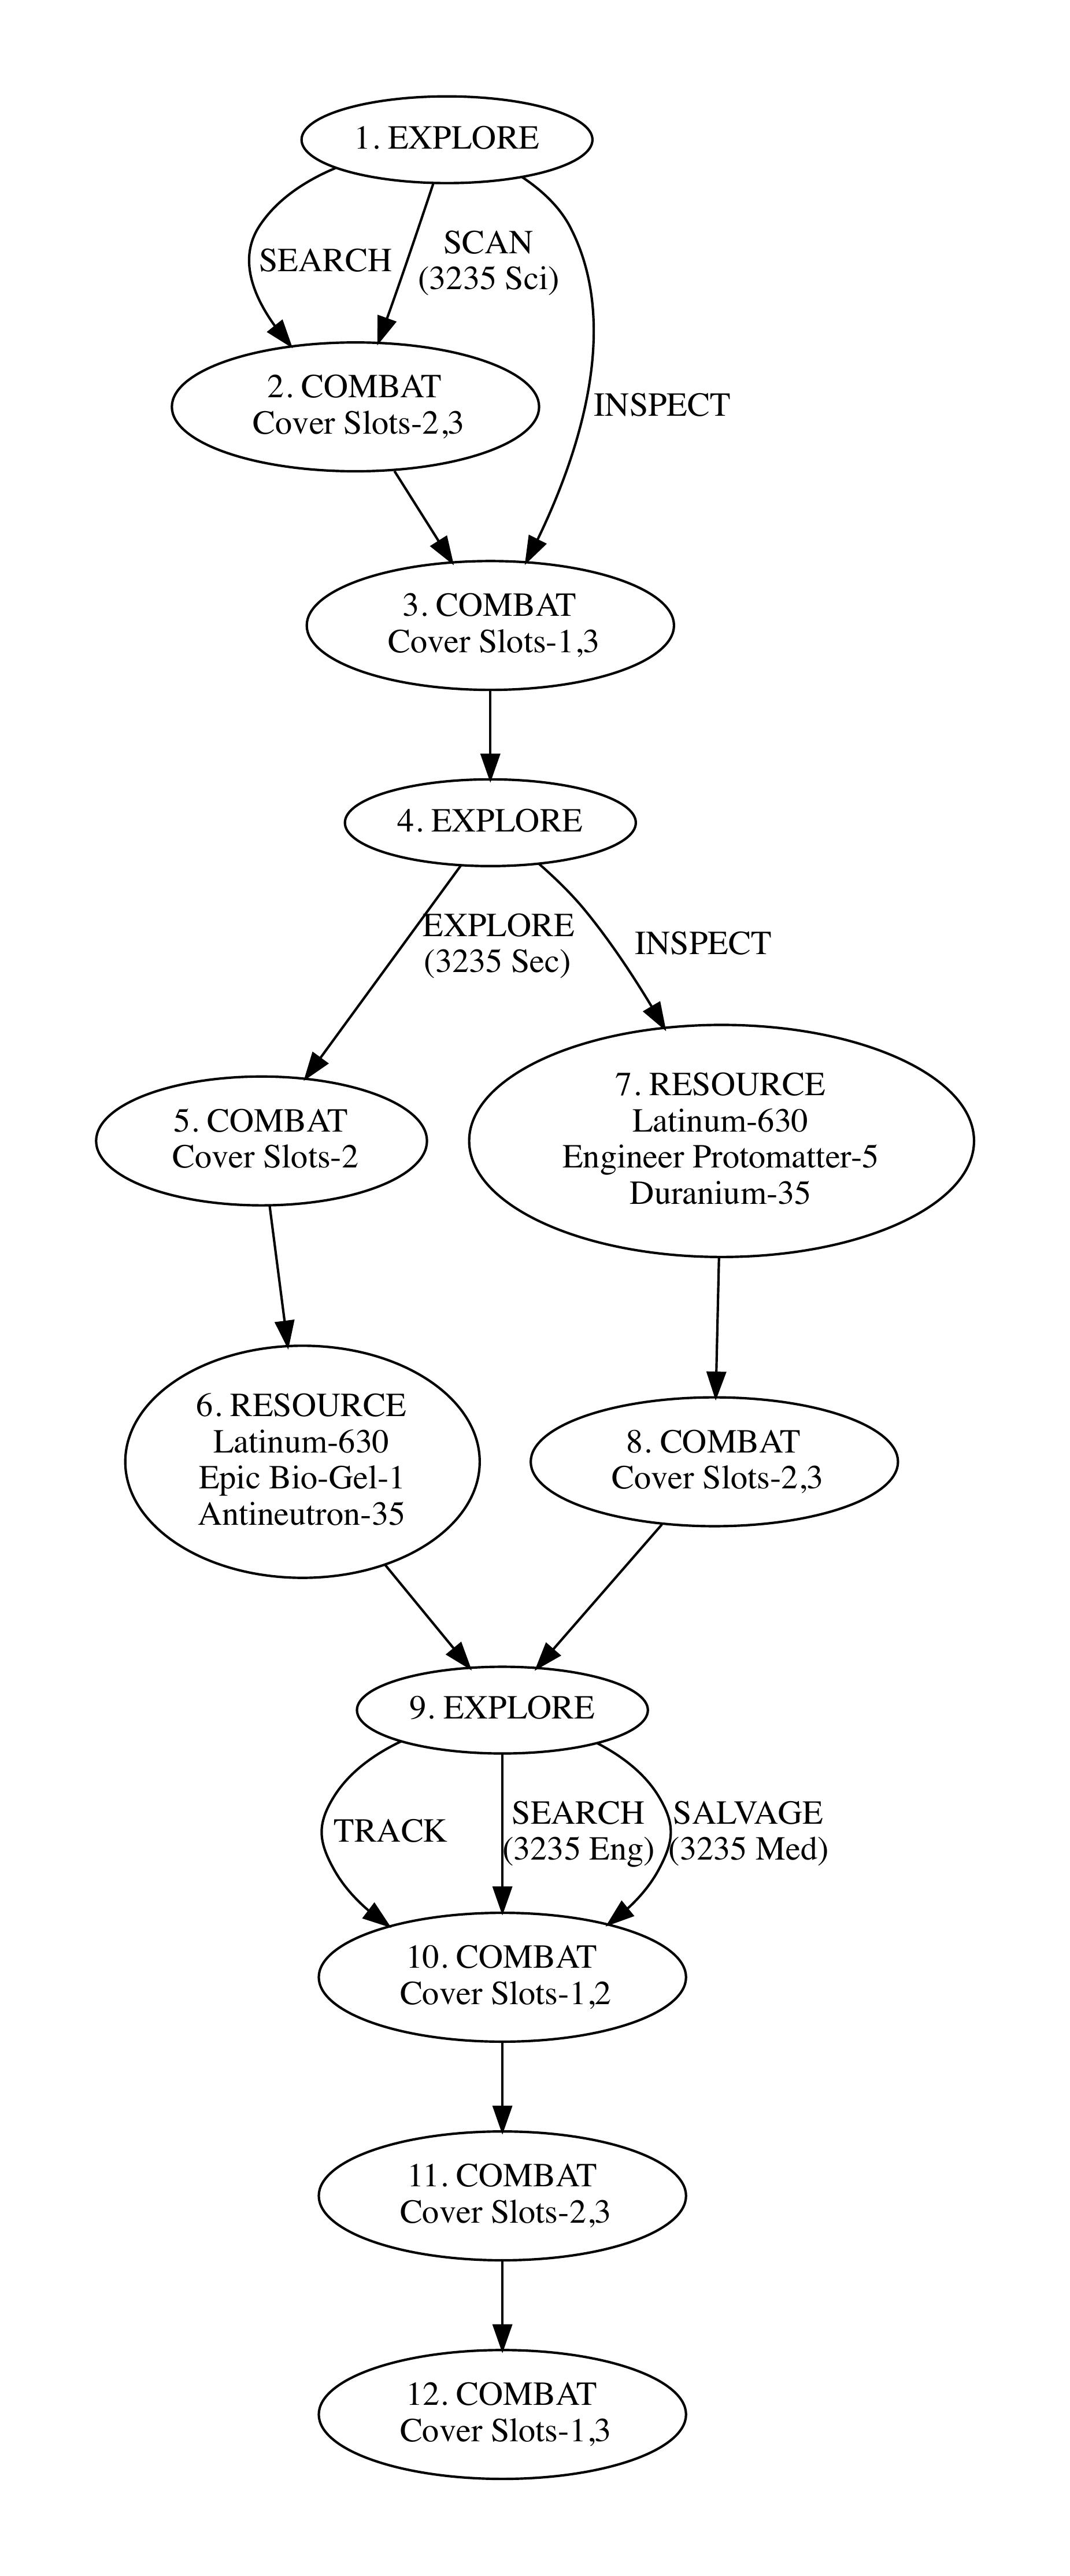 1. EXPLORE
SEARCH
SCAN
(3235 Sci)
INSPECT
2. COMBAT
Cover Slots-2,3
3. COMBAT
Cover Slots-1,3
4. EXPLORE
EXPLORE
(3235 Sec)
INSPECT
5. COMBAT
Cover Slots-2
7. RESOURCE
Latinum-630
Engineer Protomatter-5
Duranium-35
6. RESOURCE
Latinum-630
Epic Bio-Gel-1
Antineutron-35
8. COMBAT
Cover Slots-2,3
9. EXPLORE
TRACK
SEARCH
(3235 Eng)
SALVAGE
(3235 Med)
10. COMBAT
Cover Slots-1,2
11. COMBAT
Cover Slots-2,3
12. COMBAT
Cover Slots-1,3